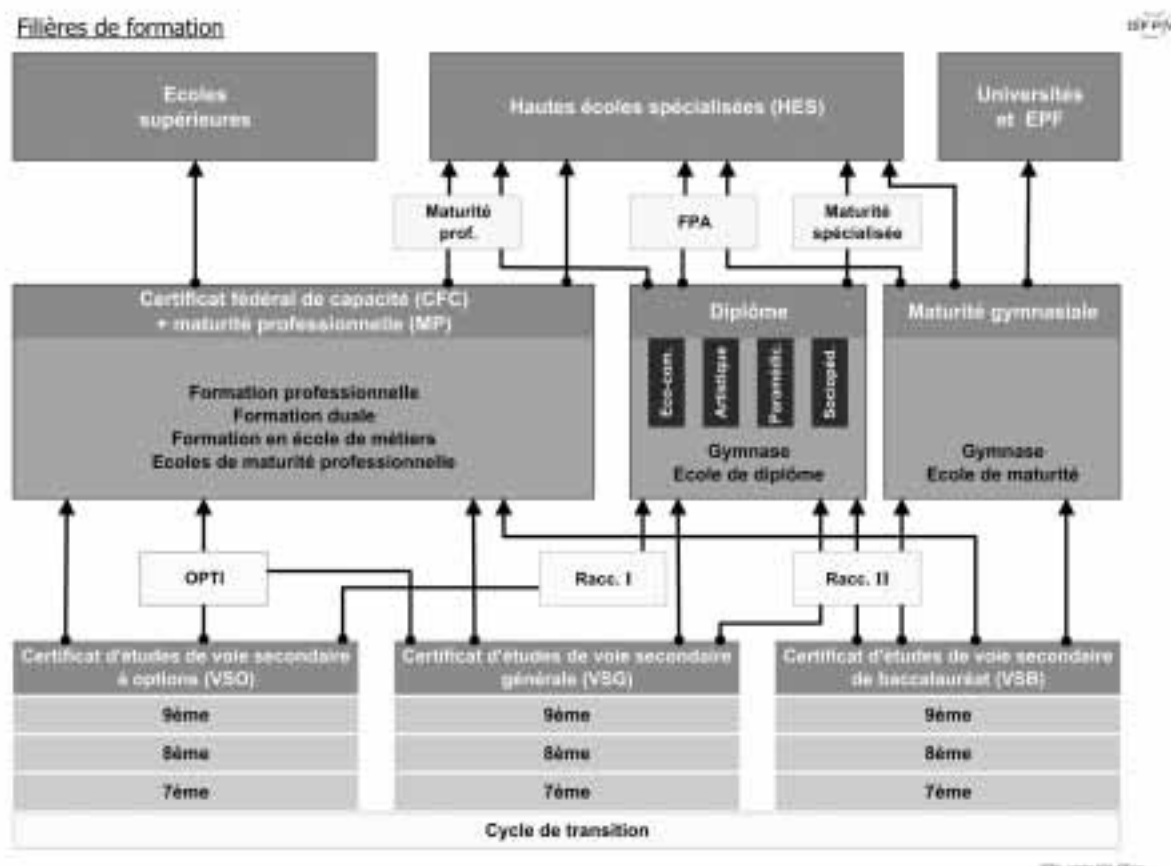 Filières de formation
Ecoles
supérieures
Hautes écoles spécialisées (HES)
Universités
et EPF
Maturité
prof.
FPA
Maturité
spécialisée
Certificat fédéral de capacité (CFC)
+ maturité professionnelle (MP)
Formation professionnelle
Formation duale
Formation en école de métiers
Ecoles de maturité professionnelle
Diplôme
Eco-com.
Artistique
Paramédic.
Sociopéd.
Gymnase
Ecole de diplôme
Maturité gymnasiale
Gymnase
Ecole de maturité
OPTI
Racc. I
Racc. II
Certificat d'études de voie secondaire
à options (VSO)
9ème
8ème
7ème
Certificat d'études de voie secondaire
générale (VSG)
9ème
8ème
7ème
Certificat d'études de voie secondaire
de baccalauréat (VSB)
9ème
8ème
7ème
Cycle de transition